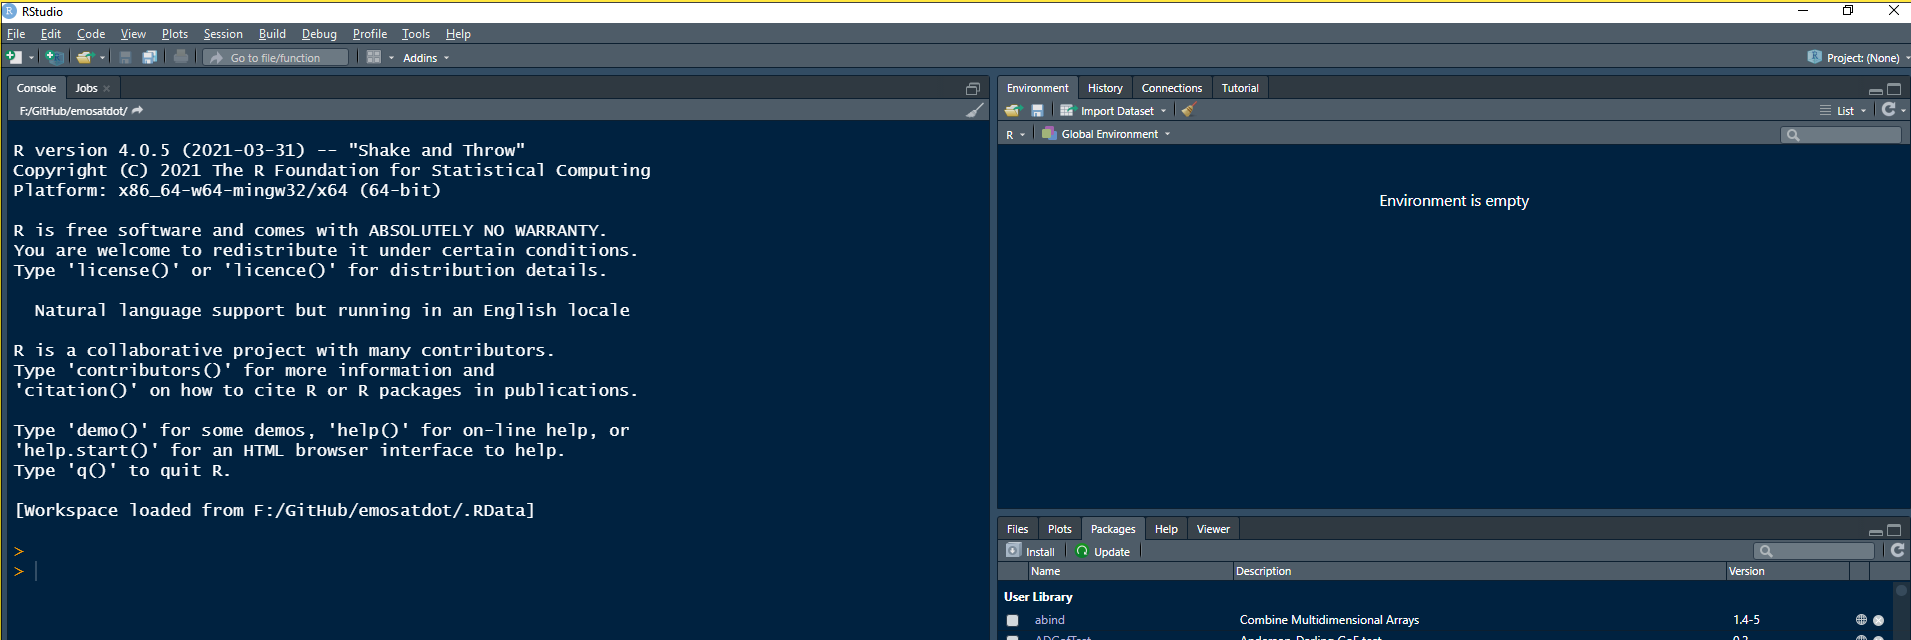 RStudio
File Edit Code View Plots Session Build Debug Profile Tools Help
Go to file/function Addins Project: (None)
Console Jobs
F:/GitHub/emosatdot/
R version 4.0.5 (2021-03-31) -- "Shake and Throw"
Copyright (C) 2021 The R Foundation for Statistical Computing
Platform: x86_64-w64-mingw32/x64 (64-bit)
R is free software and comes with ABSOLUTELY NO WARRANTY.
You are welcome to redistribute it under certain conditions.
Type 'license()' or 'licence()' for distribution details.
Natural language support but running in an English locale
R is a collaborative project with many contributors.
Type 'contributors()' for more information and
'citation()' on how to cite R or R packages in publications.
Type 'demo()' for some demos, 'help()' for on-line help, or
'help.start()' for an HTML browser interface to help.
Type 'q()' to quit R.
[Workspace loaded from F:/GitHub/emosatdot/.RData]
>
>
Environment History Connections Tutorial
Import Dataset List
R Global Environment
Environment is empty
Files Plots Packages Help Viewer
Install Update
Name Description Version
User Library
abind Combine Multidimensional Arrays 1.4-5